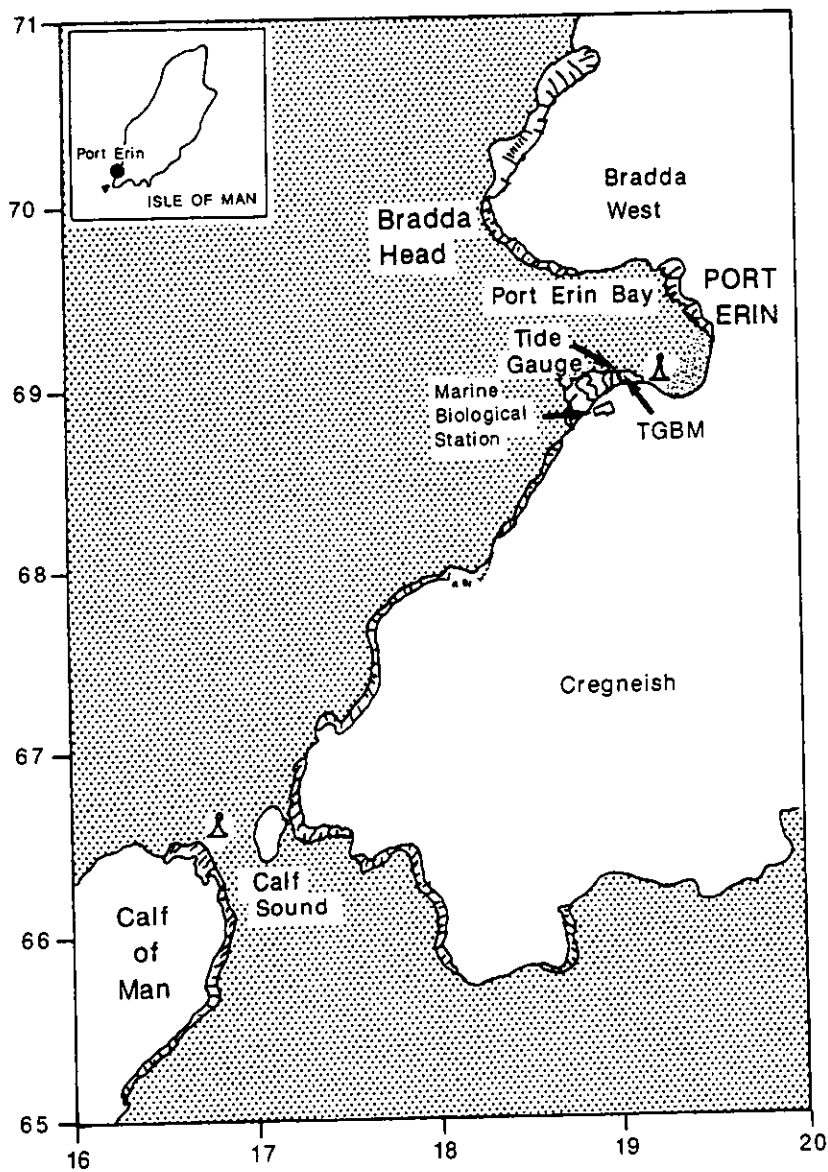 71
Port Erin
ISLE OF MAN
70
Bradda
West
Bradda
Head
PORT
ERIN
Port Erin Bay
Tide
Gauge
69
Marine
Biological
Station
TGBM
68
Cregneish
67
Calf
Sound
66
Calf
of
Man
65
16
17
18
19
20